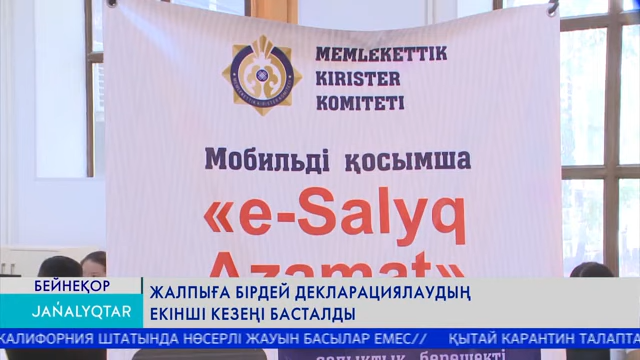 MEMLEKETTIK
KIRISTER
KOMITETI
Мобильді қосымша
«e-Salyq
Azamat»
БЕЙНЕҚОР
JAŃALYQTAR
ЖАЛПЫҒА БІРДЕЙ ДЕКЛАРАЦИЯЛАУДЫҢ
ЕКІНШІ КЕЗЕҢІ БАСТАЛДЫ
КАЛИФОРНИЯ ШТАТЫНДА НӨСЕРЛІ ЖАУЫН БАСЫЛАР ЕМЕС// ҚЫТАЙ КАРАНТИН ТАЛАПТА